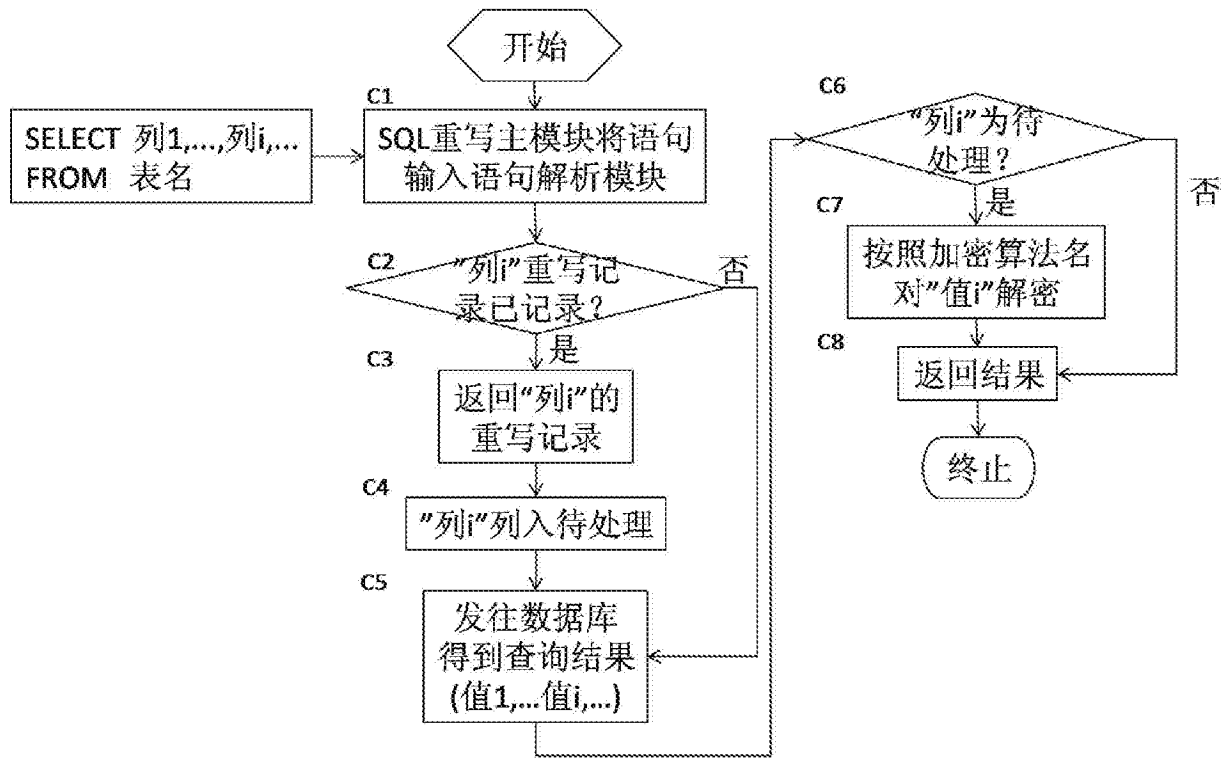 开始
SELECT 列1,...,列i,...
FROM 表名
C1
SQL重写主模块将语句
输入语句解析模块
C2
”列i”重写记
录已记录？
否
是
C3
返回”列i”的
重写记录
C4
”列i”列入待处理
C5
发往数据库
得到查询结果
(值1,...值i,...)
C6
”列i”为待
处理？
否
是
C7
按照加密算法名
对”值i”解密
C8
返回结果
终止